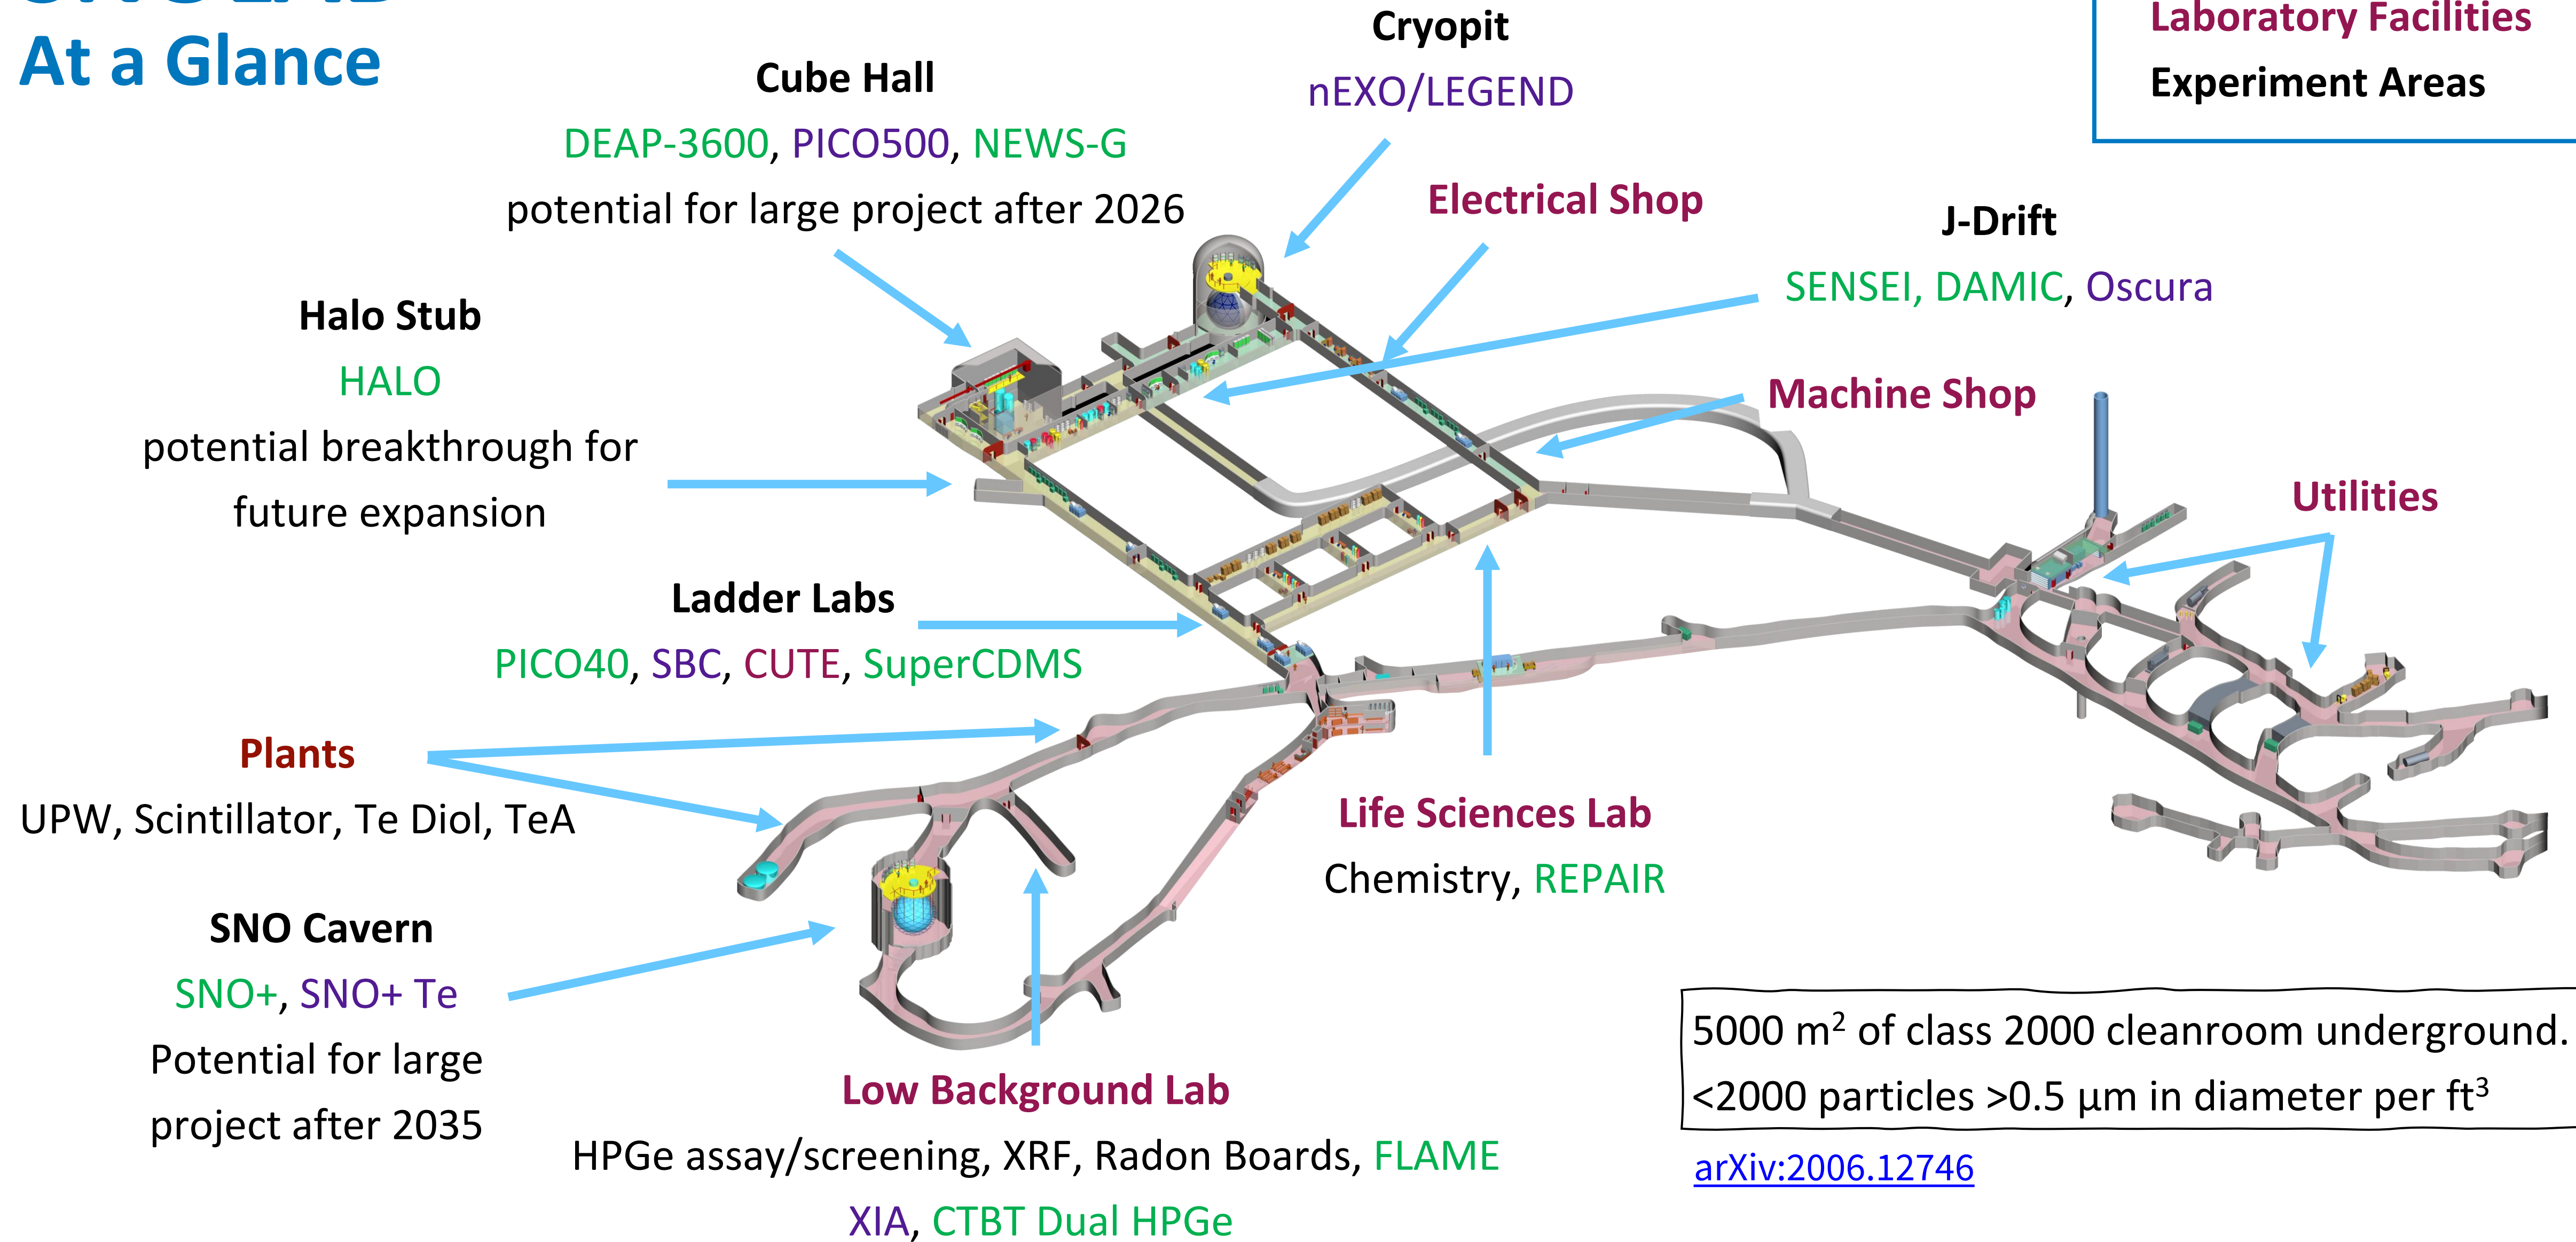 At a Glance
Laboratory Facilities
Experiment Areas
Cryopit
nEXO/LEGEND
Cube Hall
DEAP-3600, PICO500, NEWS-G
potential for large project after 2026
Electrical Shop
J-Drift
SENSEI, DAMIC, Oscura
Halo Stub
HALO
potential breakthrough for
future expansion
Machine Shop
Utilities
Ladder Labs
PICO40, SBC, CUTE, SuperCDMS
Plants
UPW, Scintillator, Te Diol, TeA
Life Sciences Lab
Chemistry, REPAIR
SNO Cavern
SNO+, SNO+ Te
Potential for large
project after 2035
Low Background Lab
HPGe assay/screening, XRF, Radon Boards, FLAME
XIA, CTBT Dual HPGe
5000 m² of class 2000 cleanroom underground.
<2000 particles >0.5 µm in diameter per ft³
arXiv:2006.12746